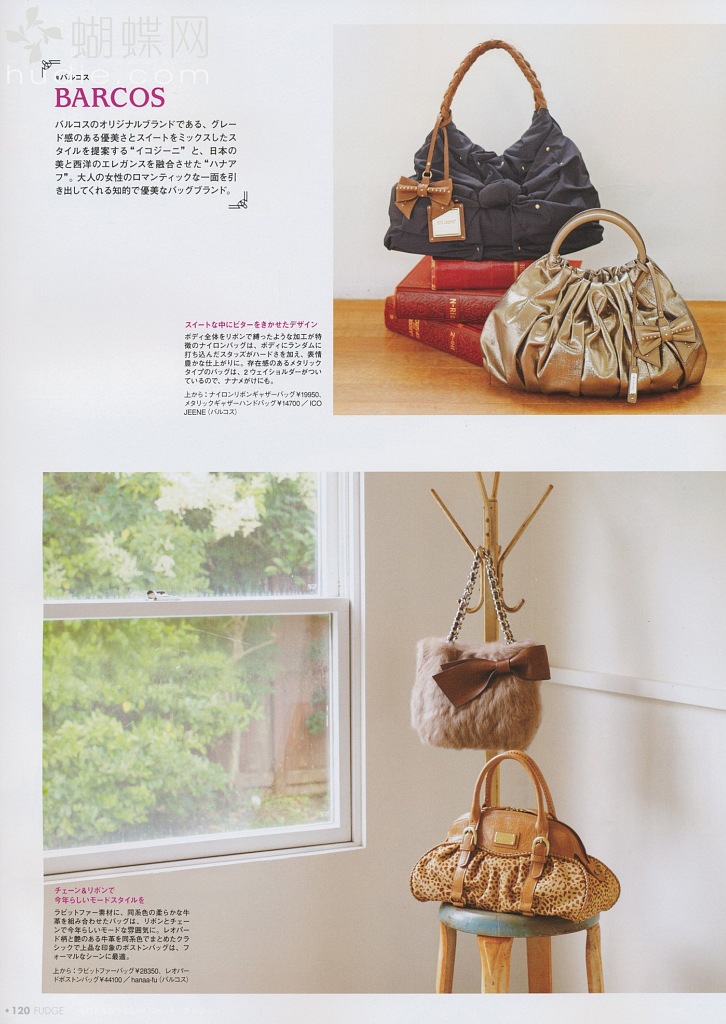 蝴蝶网
hudie.com
●バルコス
BARCOS
バルコスのオリジナルブランドである、グレー
ド感のある優美さとスイートをミックスしたス
タイルを提案する“イコジーニ” と、日本の
美と西洋のエレガンスを融合させた“ハナア
フ”。大人の女性のロマンティックな一面を引
き出してくれる知的で優美なバッグブランド。
スイートな中にビターをきかせたデザイン
ボディ全体をリボンで縛ったような加工が特
徴のナイロンバッグは、ボディにランダムに
打ち込んだスタッズがハードさを加え、表情
豊かな仕上がりに。存在感のあるメタリック
タイプのバッグは、2 ウェイショルダーがつい
ているので、ナナメがけにも。
上から:ナイロンリボンギャザーバッグ¥19950、
メタリックギャザーハンドバッグ¥14700／ICO
JEENE(バルコス)
チェーン&リボンで
今年らしいモードスタイルを
ラビットファー素材に、同系色の柔らかな牛
革を組み合わせたバッグは、リボンとチェー
ンで今年らしいモードな雰囲気に。レオパー
ド柄と艶のある牛革を同系色でまとめたクラ
シックで上品な印象のボストンバッグは、フ
ォーマルなシーンに最適。
上から:ラビットファーバッグ¥28350、レオパー
ドボストンバッグ¥44100／hanaa-fu(バルコス)
120 FUDGE